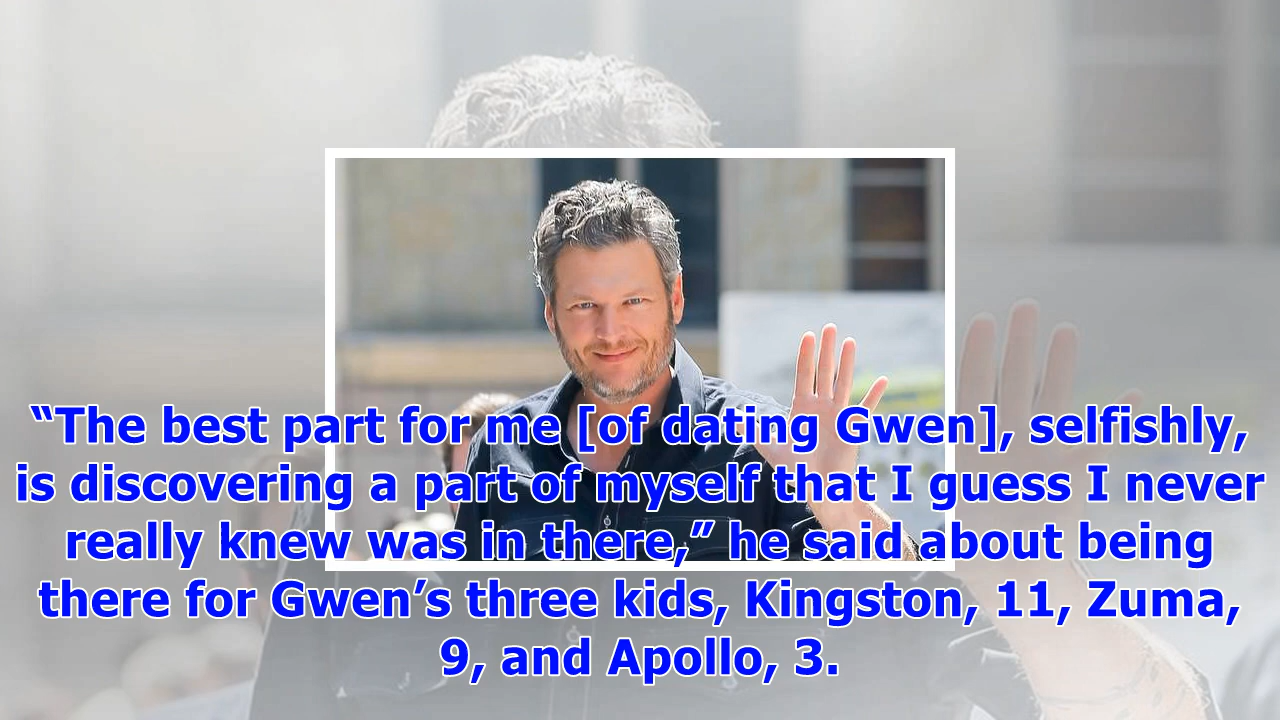 “The best part for me [of dating Gwen], selfishly,
is discovering a part of myself that I guess I never
really knew was in there,” he said about being
there for Gwen’s three kids, Kingston, 11, Zuma,
9, and Apollo, 3.